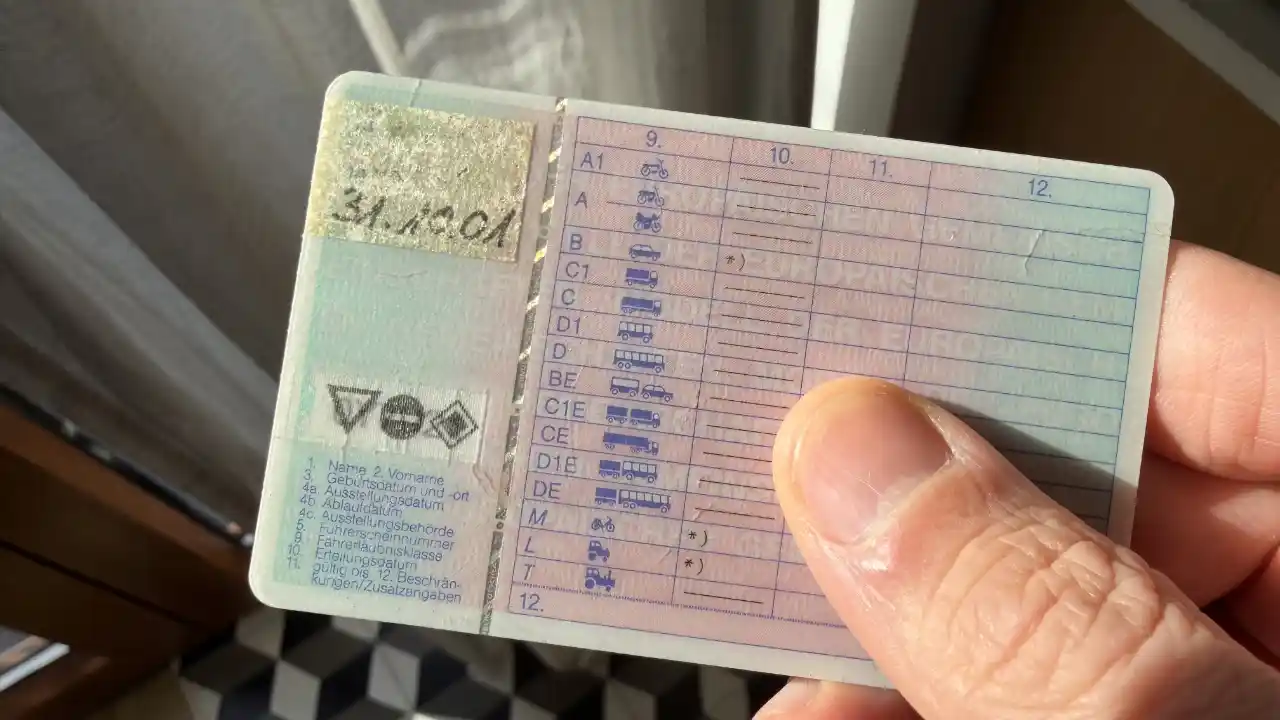 31.10.01
1. Name 2. Vorname
3. Geburtsdatum und -ort
4a. Ausstellungsdatum
4b. Ablaufdatum
4c. Ausstellungsbehörde
5. Führerscheinnummer
9. Fahrerlaubnisklasse
10. Erteilungsdatum
11. gültig bis 12. Beschrän-
kungen/Zusatzangaben
9. 10. 11. 12.
A1
A
B *)
C1
C
D1
D
BE
C1E
CE
D1E
DE
M *)
L *)
T
12.